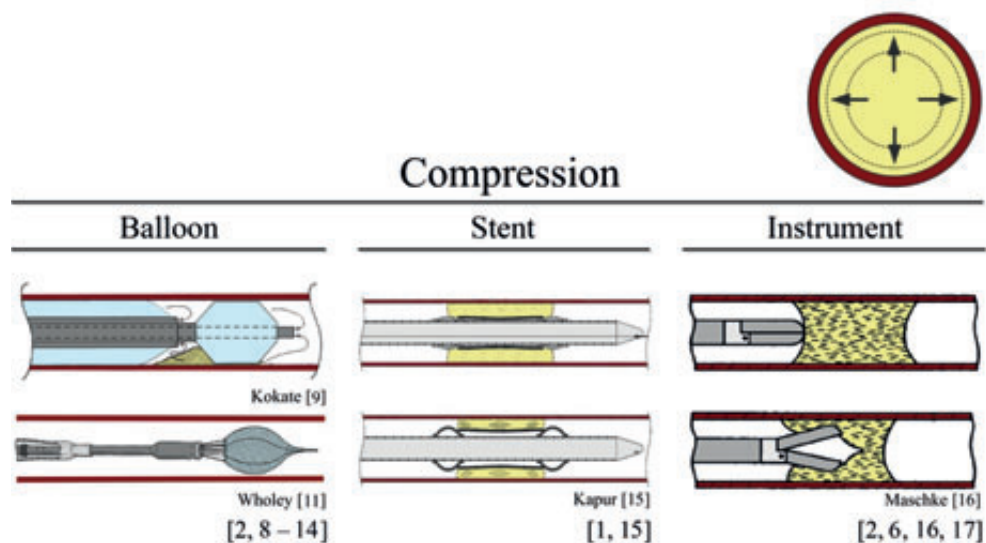 Compression
Balloon
Stent
Instrument
Kokate [9]
Wholey [11]
Kapur [15]
Maschke [16]
[2, 8 – 14]
[1, 15]
[2, 6, 16, 17]